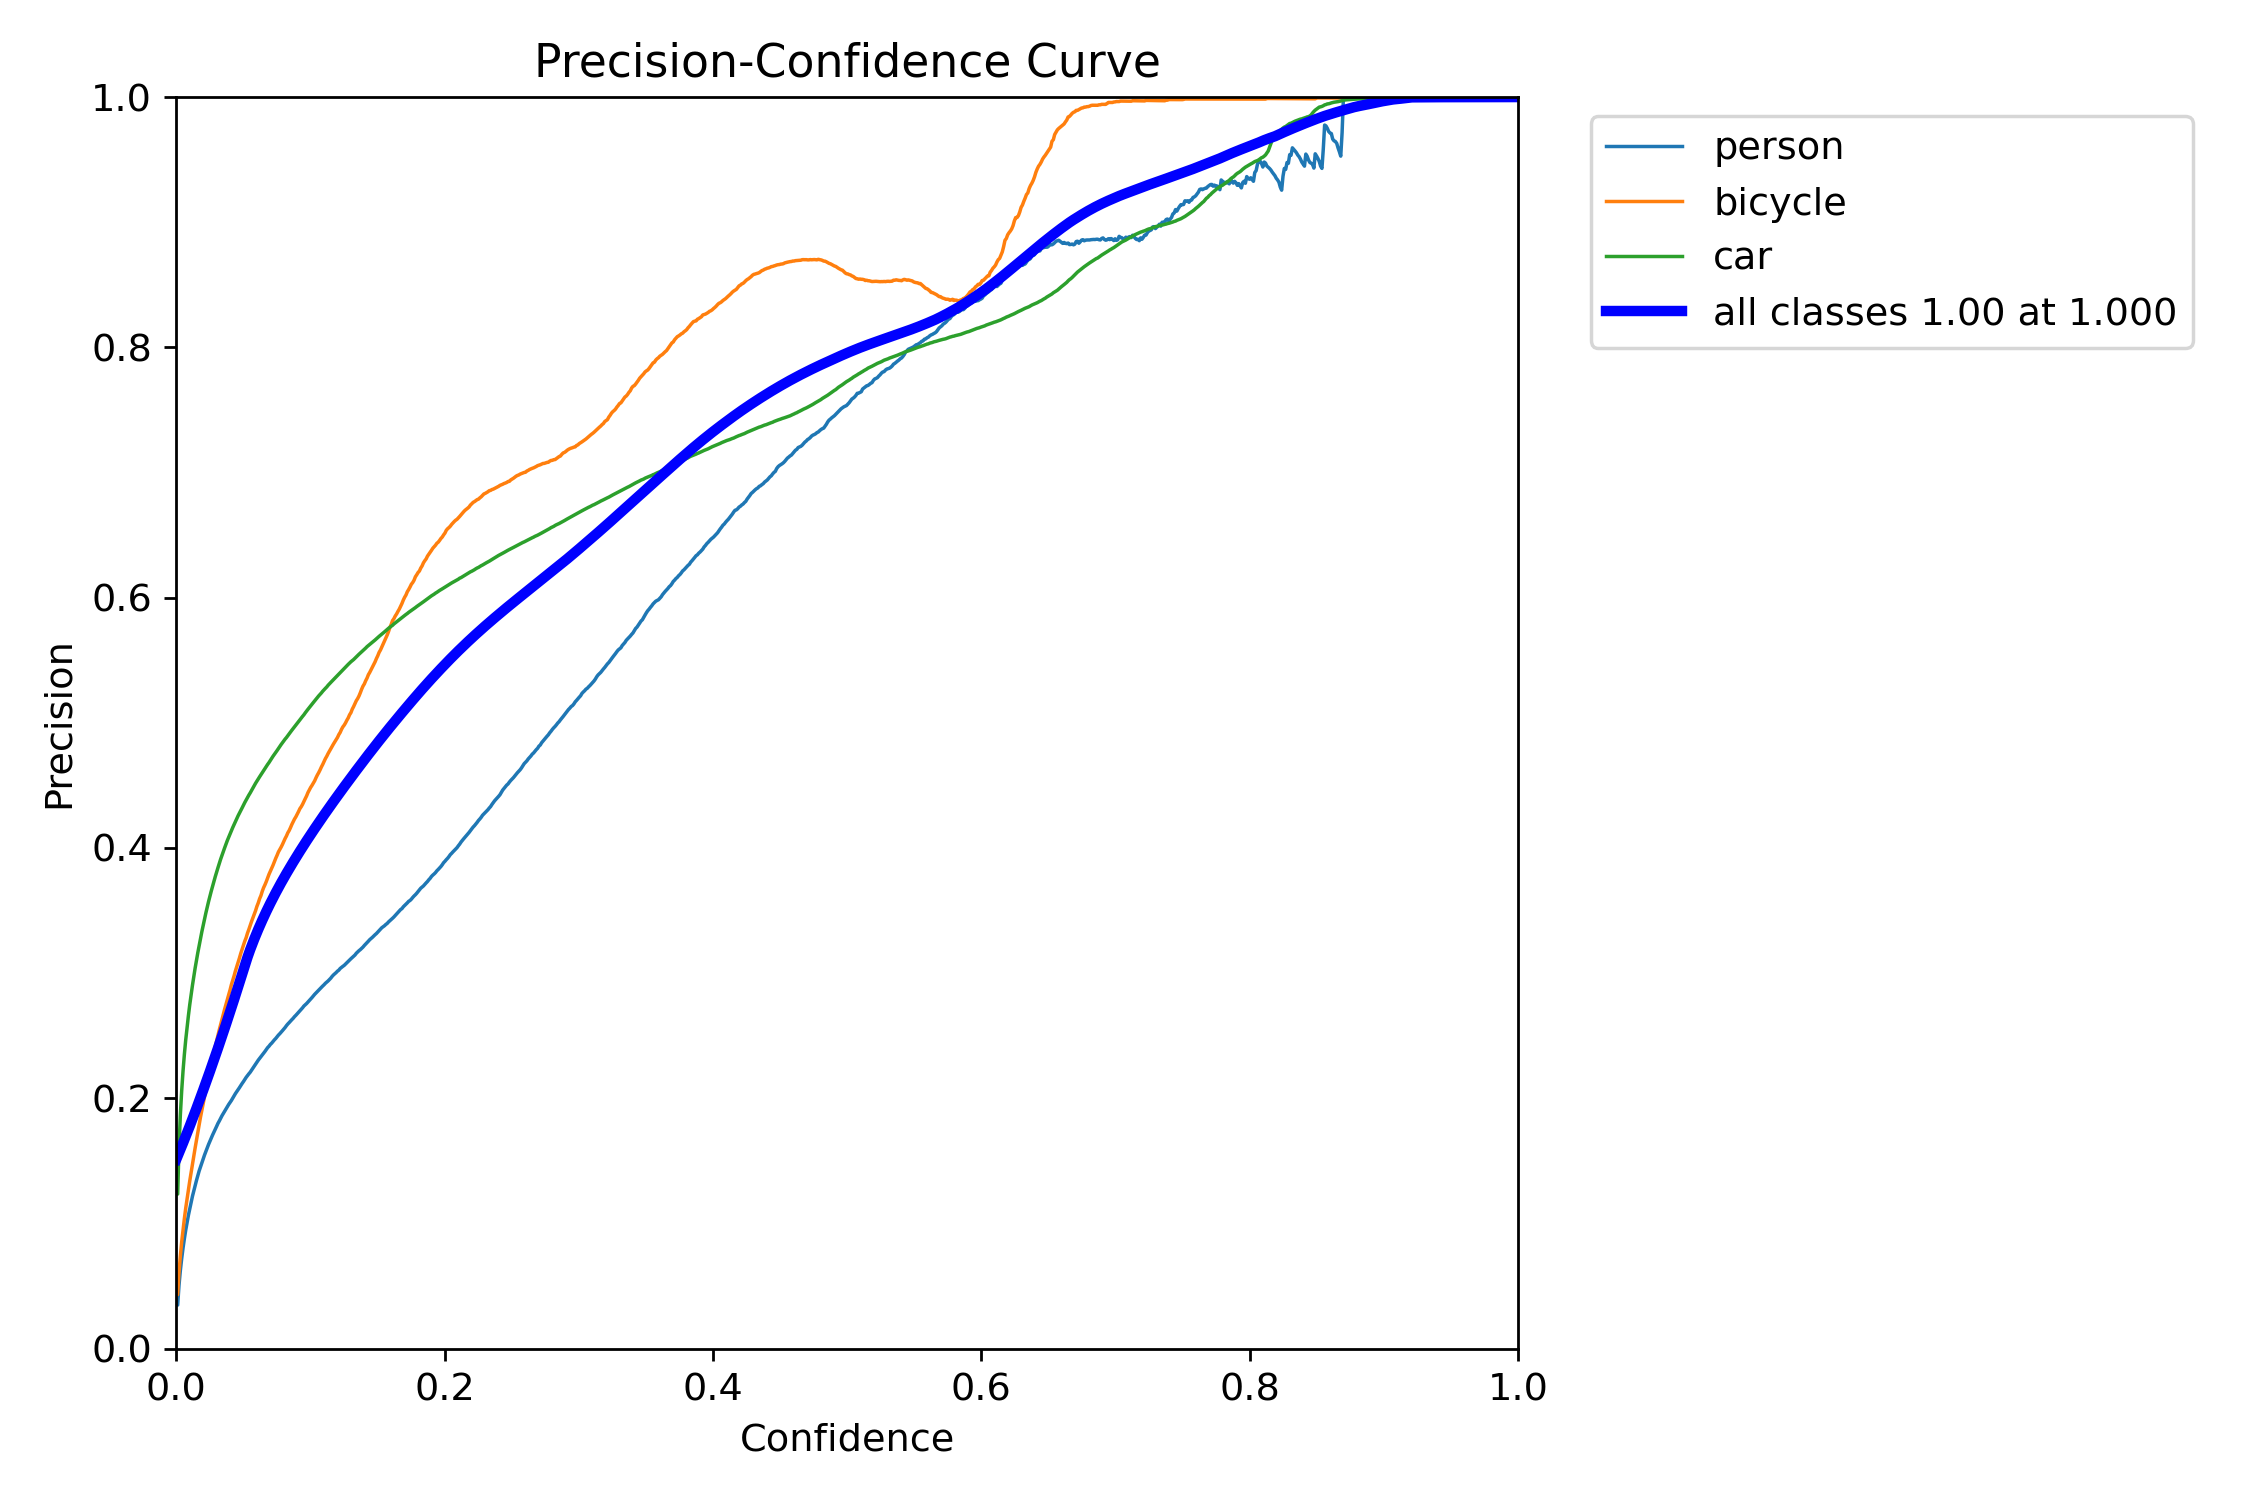 Precision-Confidence Curve
1.0
0.8
0.6
0.4
0.2
0.0
Precision
0.0 0.2 0.4 0.6 0.8 1.0
Confidence
person
bicycle
car
all classes 1.00 at 1.000